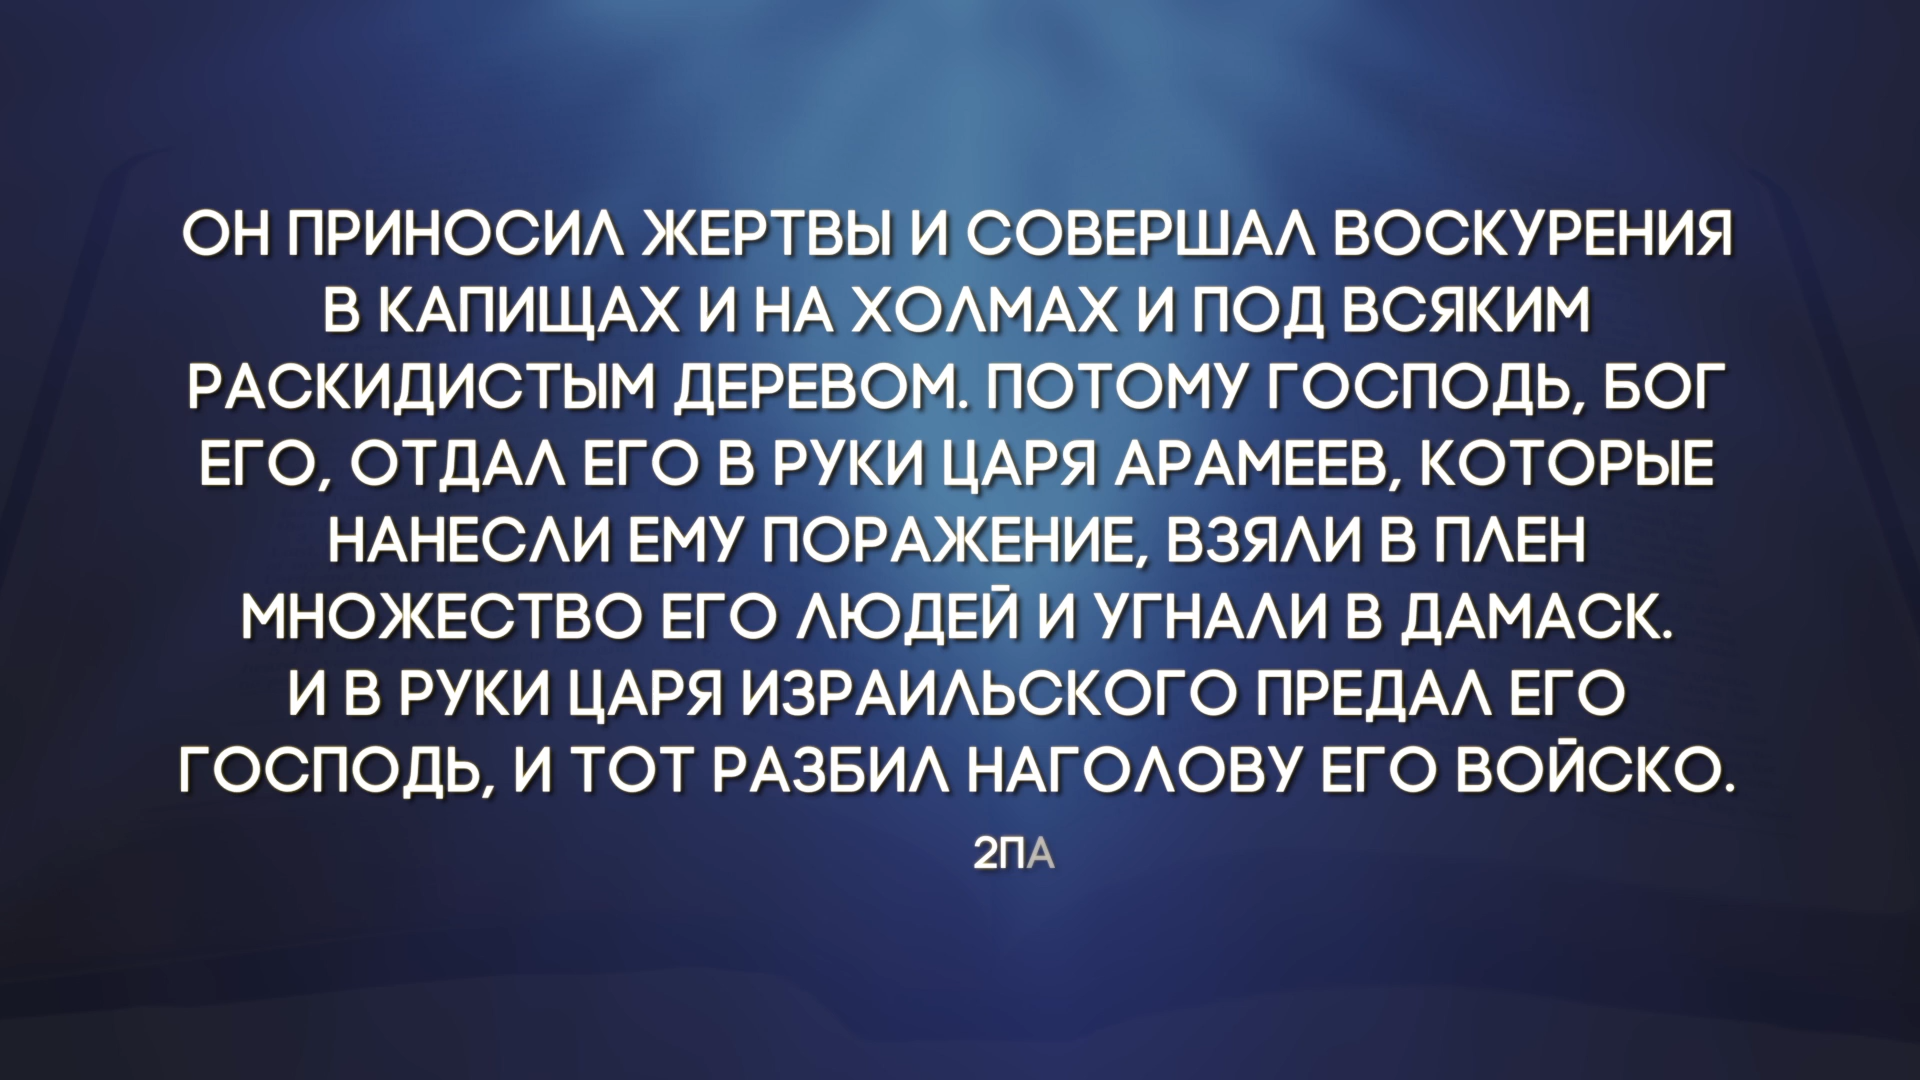 ОН ПРИНОСИЛ ЖЕРТВЫ И СОВЕРШАЛ ВОСКУРЕНИЯ
В КАПИЩАХ И НА ХОЛМАХ И ПОД ВСЯКИМ
РАСКИДИСТЫМ ДЕРЕВОМ. ПОТОМУ ГОСПОДЬ, БОГ
ЕГО, ОТДАЛ ЕГО В РУКИ ЦАРЯ АРАМЕЕВ, КОТОРЫЕ
НАНЕСЛИ ЕМУ ПОРАЖЕНИЕ, ВЗЯЛИ В ПЛЕН
МНОЖЕСТВО ЕГО ЛЮДЕЙ И УГНАЛИ В ДАМАСК.
И В РУКИ ЦАРЯ ИЗРАИЛЬСКОГО ПРЕДАЛ ЕГО
ГОСПОДЬ, И ТОТ РАЗБИЛ НАГОЛОВУ ЕГО ВОЙСКО.
2ПА